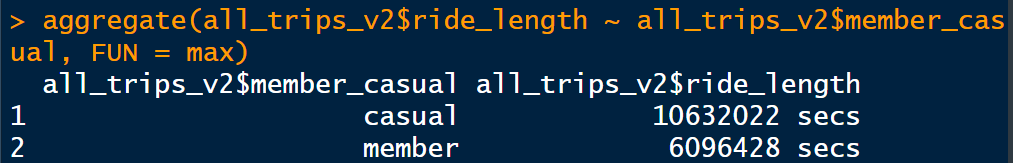 > aggregate(all_trips_v2$ride_length ~ all_trips_v2$member_cas
ual, FUN = max)
  all_trips_v2$member_casual all_trips_v2$ride_length
1                     casual            10632022 secs
2                     member             6096428 secs